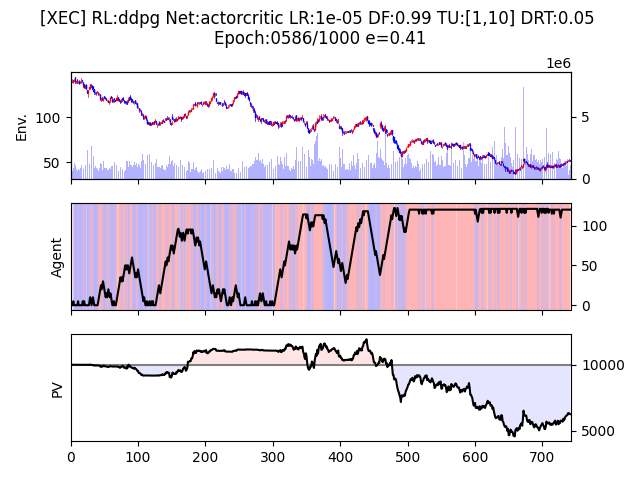 [XEC] RL:ddpg Net:actorcritic LR:1e-05 DF:0.99 TU:[1,10] DRT:0.05
Epoch:0586/1000 e=0.41
1e6
Env.
100
50
5
0
Agent
100
50
0
PV
10000
5000
0 100 200 300 400 500 600 700